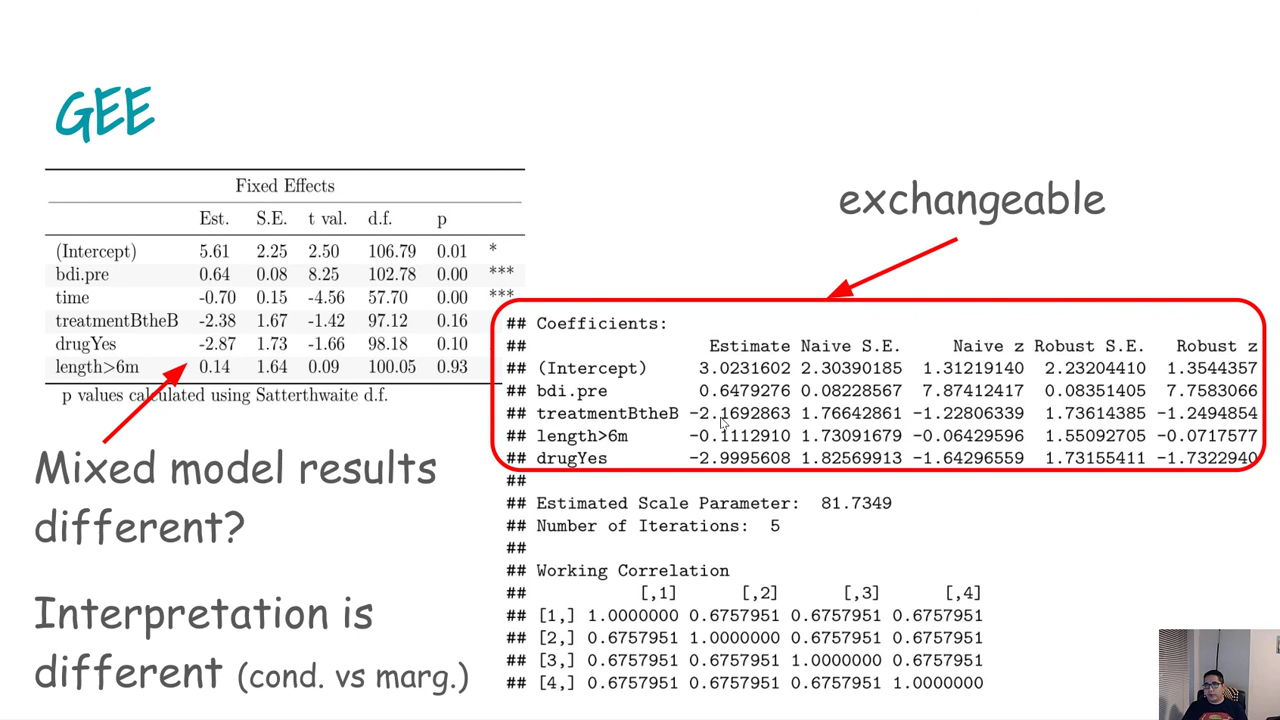 GEE
Fixed Effects
Est. S.E. t val. d.f. p
(Intercept) 5.61 2.25 2.50 106.79 0.01 *
bdi.pre 0.64 0.08 8.25 102.78 0.00 ***
time -0.70 0.15 -4.56 57.70 0.00 ***
treatmentBtheB -2.38 1.67 -1.42 97.12 0.16
drugYes -2.87 1.73 -1.66 98.18 0.10
length>6m 0.14 1.64 0.09 100.05 0.93
p values calculated using Satterthwaite d.f.
Mixed model results
different?
Interpretation is
different (cond. vs marg.)
exchangeable
## Coefficients:
## Estimate Naive S.E. Naive z Robust S.E. Robust z
## (Intercept) 3.0231602 2.30390185 1.31219140 2.23204410 1.3544357
## bdi.pre 0.6479276 0.08228567 7.87412417 0.08351405 7.7583066
## treatmentBtheB -2.1692863 1.76642861 -1.22806339 1.73614385 -1.2494854
## length>6m -0.1112910 1.73091679 -0.06429596 1.55092705 -0.0717577
## drugYes -2.9995608 1.82569913 -1.64296559 1.73155411 -1.7322940
##
## Estimated Scale Parameter: 81.7349
## Number of Iterations: 5
##
## Working Correlation
## [,1] [,2] [,3] [,4]
## [1,] 1.0000000 0.6757951 0.6757951 0.6757951
## [2,] 0.6757951 1.0000000 0.6757951 0.6757951
## [3,] 0.6757951 0.6757951 1.0000000 0.6757951
## [4,] 0.6757951 0.6757951 0.6757951 1.0000000